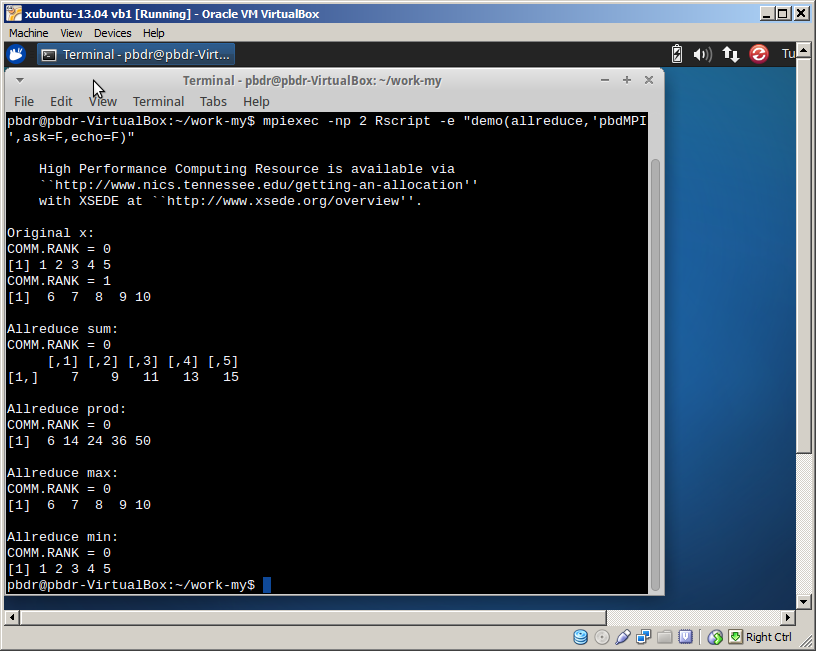 xubuntu-13.04 vb1 [Running] - Oracle VM VirtualBox
Machine View Devices Help
Terminal - pbdr@pbdr-Virt... Tu
Terminal - pbdr@pbdr-VirtualBox: ~/work-my
File Edit View Terminal Tabs Help
pbdr@pbdr-VirtualBox:~/work-my$ mpiexec -np 2 Rscript -e "demo(allreduce,'pbdMPI
',ask=F,echo=F)"
High Performance Computing Resource is available via
``http://www.nics.tennessee.edu/getting-an-allocation''
with XSEDE at ``http://www.xsede.org/overview''.
Original x:
COMM.RANK = 0
[1] 1 2 3 4 5
COMM.RANK = 1
[1]  6  7  8  9 10
Allreduce sum:
COMM.RANK = 0
     [,1] [,2] [,3] [,4] [,5]
[1,]    7    9   11   13   15
Allreduce prod:
COMM.RANK = 0
[1]  6 14 24 36 50
Allreduce max:
COMM.RANK = 0
[1]  6  7  8  9 10
Allreduce min:
COMM.RANK = 0
[1] 1 2 3 4 5
pbdr@pbdr-VirtualBox:~/work-my$
Right Ctrl